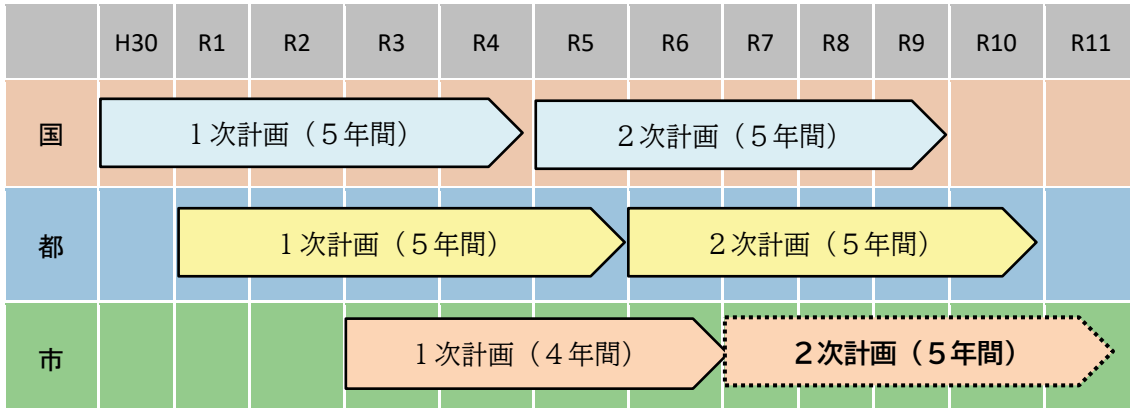 H30 R1 R2 R3 R4 R5 R6 R7 R8 R9 R10 R11
国 １次計画（５年間） ２次計画（５年間）
都 １次計画（５年間） ２次計画（５年間）
市 １次計画（４年間） ２次計画（５年間）